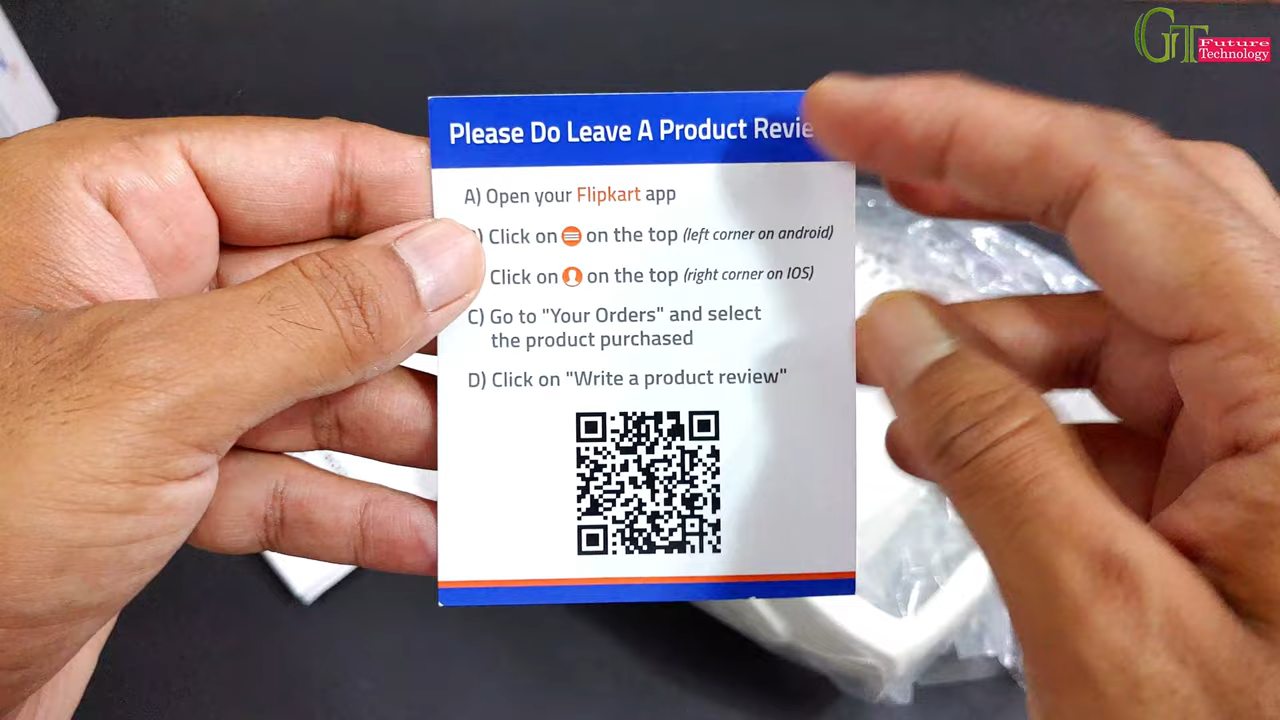 GT Future
Technology
Please Do Leave A Product
A) Open your Flipkart app
) Click on on the top (left corner on android)
Click on on the top (right corner on IOS)
C) Go to "Your Orders" and select
the product purchased
D) Click on "Write a product review"